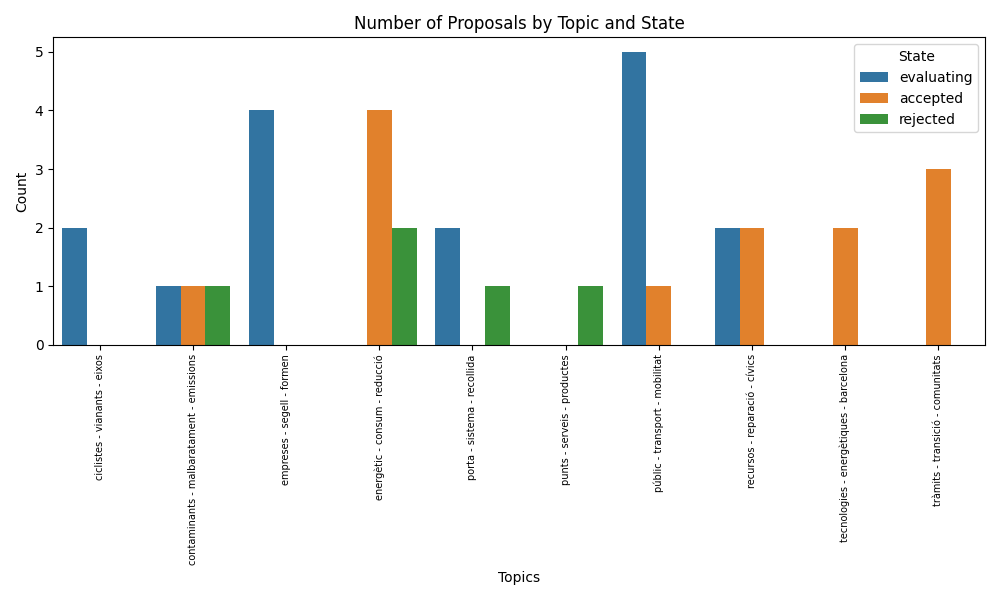 Number of Proposals by Topic and State
State
evaluating
accepted
rejected
Count
5
4
3
2
1
0
ciclistes - vianants - eixos
contaminants - malbaratament - emissions
empreses - segell - formen
energètic - consum - reducció
porta - sistema - recollida
punts - serveis - productes
públic - transport - mobilitat
recursos - reparació - cívics
tecnologies - energètiques - barcelona
tràmits - transició - comunitats
Topics